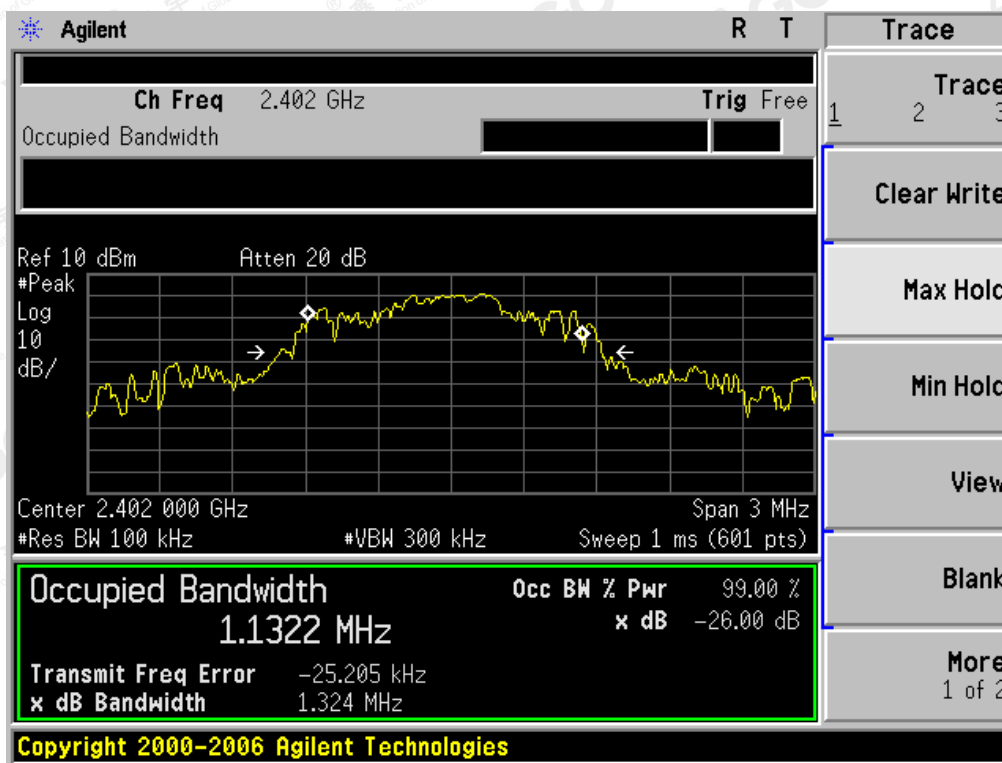 Agilent R T Trace
Ch Freq 2.402 GHz Trig Free
Occupied Bandwidth
Trace
1 2 3
Clear Write
Ref 10 dBm Atten 20 dB
#Peak
Log
10
dB/
Max Hold
Min Hold
View
Center 2.402 000 GHz Span 3 MHz
#Res BW 100 kHz #VBW 300 kHz Sweep 1 ms (601 pts)
Occupied Bandwidth
1.1322 MHz
Occ BW % Pwr 99.00 %
x dB -26.00 dB
Transmit Freq Error -25.205 kHz
x dB Bandwidth 1.324 MHz
Blank
More
1 of 2
Copyright 2000-2006 Agilent Technologies